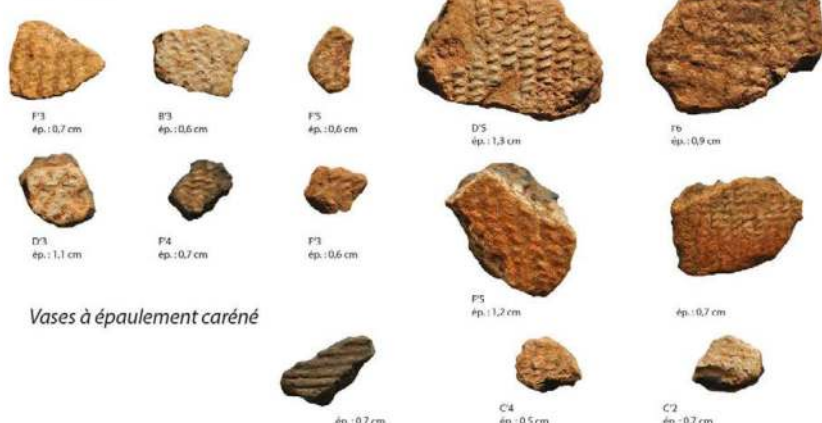 F'3
ép. : 0,7 cm
B'3
ép. : 0,6 cm
F'5
ép. : 0,6 cm
D'5
ép. : 1,3 cm
I'6
ép. : 0,9 cm
D'3
ép. : 1,1 cm
F'4
ép. : 0,7 cm
F'3
ép. : 0,6 cm
F'5
ép. : 1,2 cm
ép. : 0,7 cm
Vases à épaulement caréné
ép. : 0,7 cm
C'4
ép. : 0,5 cm
C'2
ép. : 0,7 cm